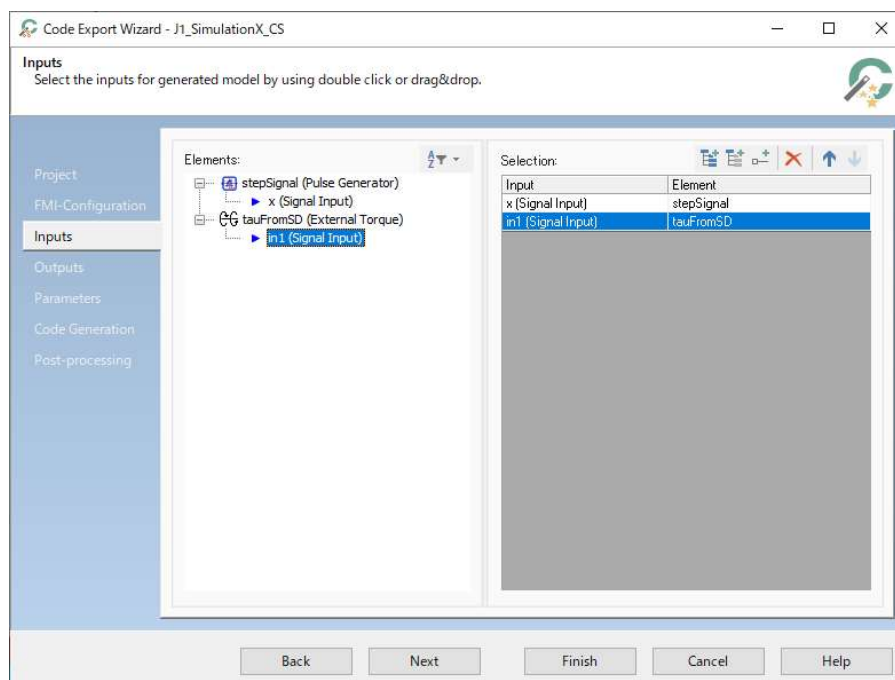 Code Export Wizard - J1_SimulationX_CS
Inputs
Select the inputs for generated model by using double click or drag&drop.
Project
FMI-Configuration
Inputs
Outputs
Parameters
Code Generation
Post-processing
Elements:
stepSignal (Pulse Generator)
x (Signal Input)
tauFromSD (External Torque)
in1 (Signal Input)
Selection:
Input Element
x (Signal Input) stepSignal
in1 (Signal Input) tauFromSD
Back Next Finish Cancel Help